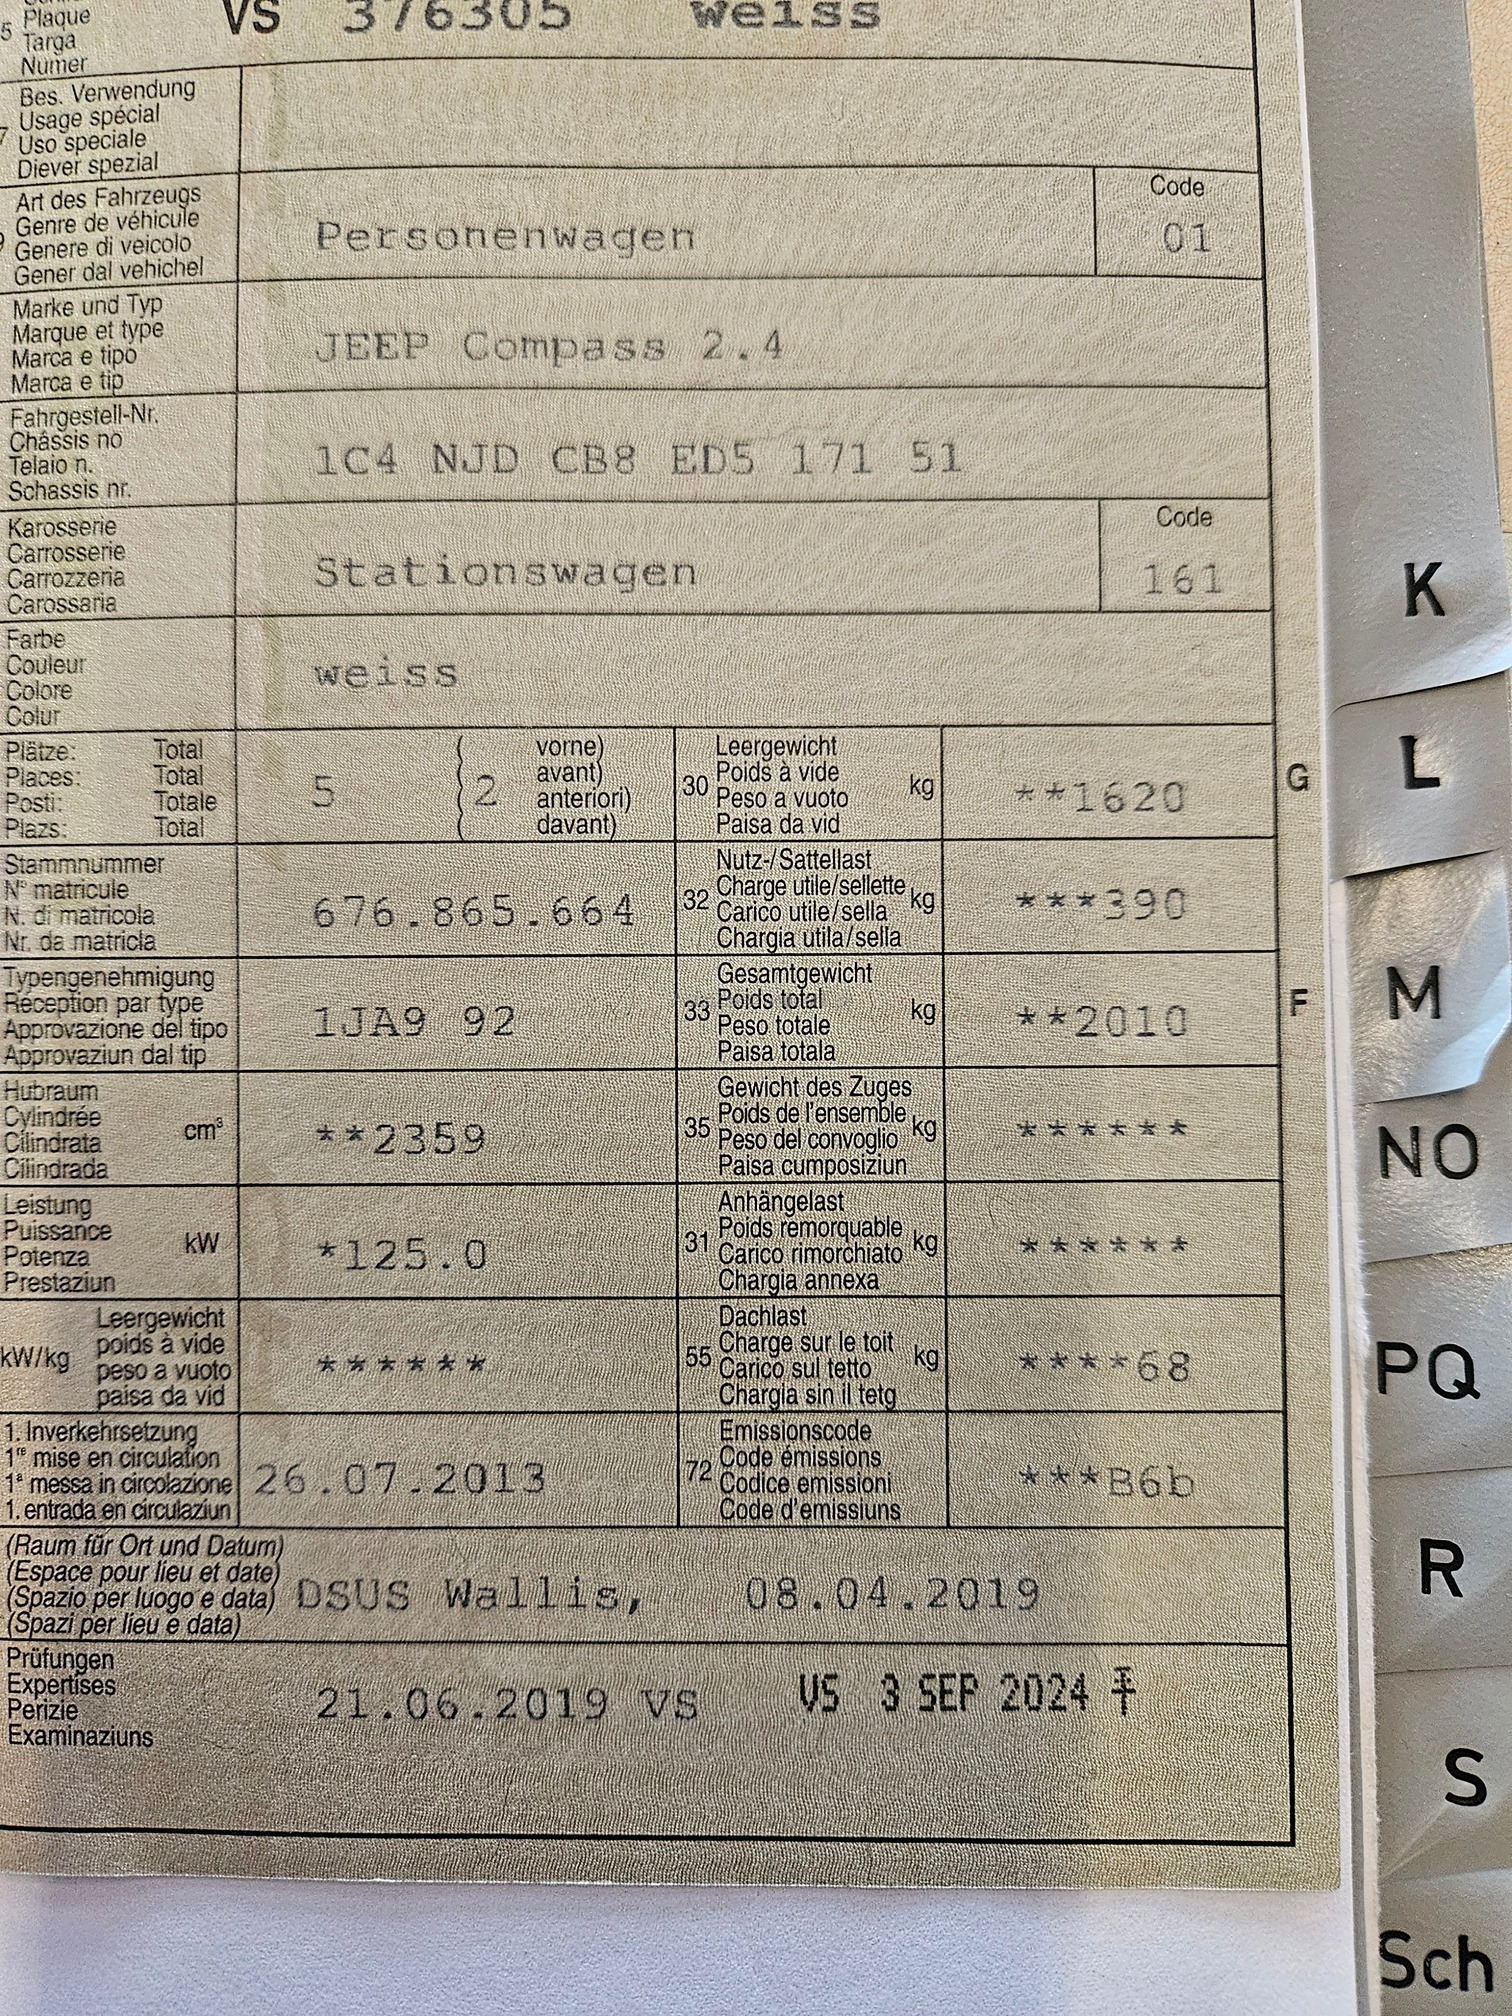 5 Plaque VS 376305 weiss
Targa
Numer
Bes. Verwendung
Usage spécial
Uso speciale
Diever spezial
Art des Fahrzeugs
Genre de véhicule
Genere di veicolo
Gener dal vehichel
Personenwagen
Code
01
Marke und Typ
Marque et type
Marca e tipo
Marca e tip
JEEP Compass 2.4
Fahrgestell-Nr.
Châssis no
Telaio n.
Schassis nr.
1C4 NJD CB8 ED5 171 51
Karosserie
Carrosserie
Carrozzeria
Carossaria
Stationswagen
Code
161
Farbe
Couleur
Colore
Colur
weiss
Plätze: Total
Places: Total
Posti: Totale
Plazs: Total
5
( vorne)
( avant)
( 2 anteriori)
( davant)
30 Leergewicht
Poids à vide
Peso a vuoto
Paisa da vid
kg
**1620
G
Stammnummer
N° matricule
N. di matricola
Nr. da matricla
676.865.664
32 Nutz-/Sattellast
Charge utile/sellette
Carico utile/sella
Chargia utila/sella
kg
***390
Typengenehmigung
Réception par type
Approvazione del tipo
Approvaziun dal tip
1JA9 92
33 Gesamtgewicht
Poids total
Peso totale
Paisa totala
kg
**2010
F
Hubraum
Cylindrée
Cilindrata
Cilindrada
cm³
**2359
35 Gewicht des Zuges
Poids de l'ensemble
Peso del convoglio
Paisa cumposiziun
kg
******
Leistung
Puissance
Potenza
Prestaziun
kW
*125.0
31 Anhängelast
Poids remorquable
Carico rimorchiato
Chargia annexa
kg
******
kW/kg
Leergewicht
poids à vide
peso a vuoto
paisa da vid
******
55 Dachlast
Charge sur le toit
Carico sul tetto
Chargia sin il tetg
kg
****68
1. Inverkehrsetzung
1re mise en circulation
1a messa in circolazione
1. entrada en circulaziun
26.07.2013
72 Emissionscode
Code émissions
Codice emissioni
Code d'emissiuns
***B6b
(Raum für Ort und Datum)
(Espace pour lieu et date)
(Spazio per luogo e data)
(Spazi per lieu e data)
DSUS Wallis, 08.04.2019
Prüfungen
Expertises
Perizie
Examinaziuns
21.06.2019 VS
VS 3 SEP 2024
K
L
M
NO
PQ
R
S
Sch